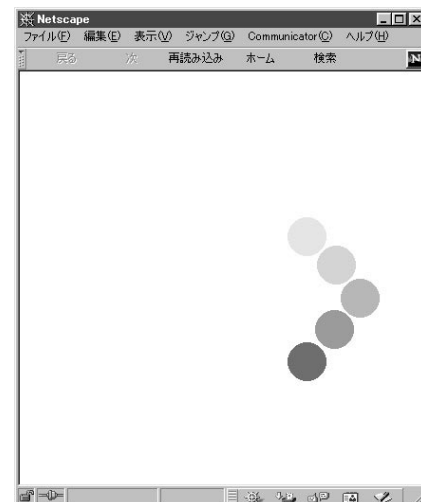 Netscape
ファイル(F) 編集(E) 表示(V) ジャンプ(G) Communicator(C) ヘルプ(H)
戻る 次 再読み込み ホーム 検索
N